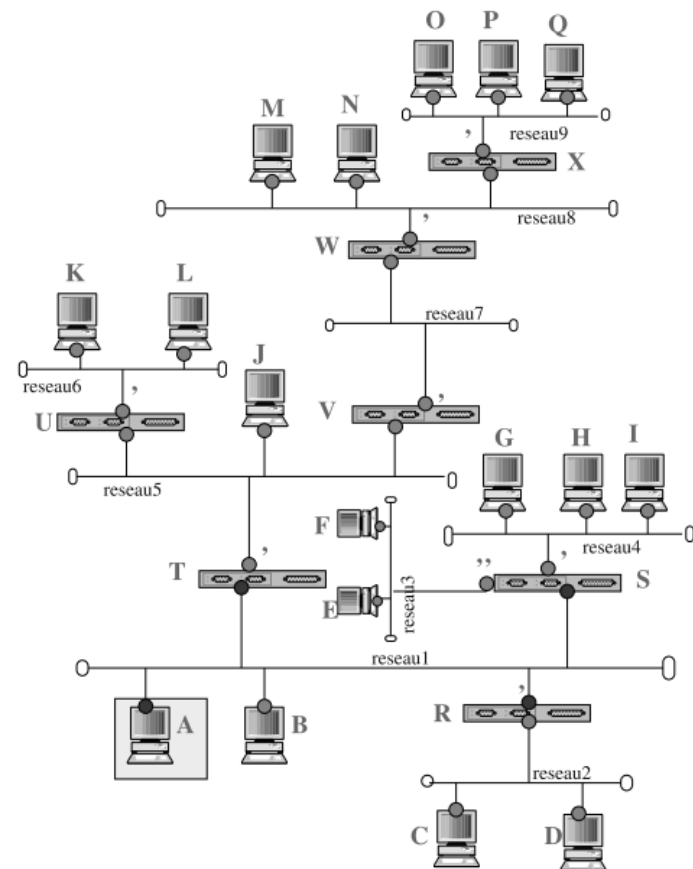 O P Q
M N
reseau9
,
X
reseau8
,
W
K L
reseau7
J
reseau6
,
U
V
,
G H I
reseau5
F
reseau4
T
,
,,
,
S
E
reseau3
reseau1
A
B
,
R
reseau2
C
D